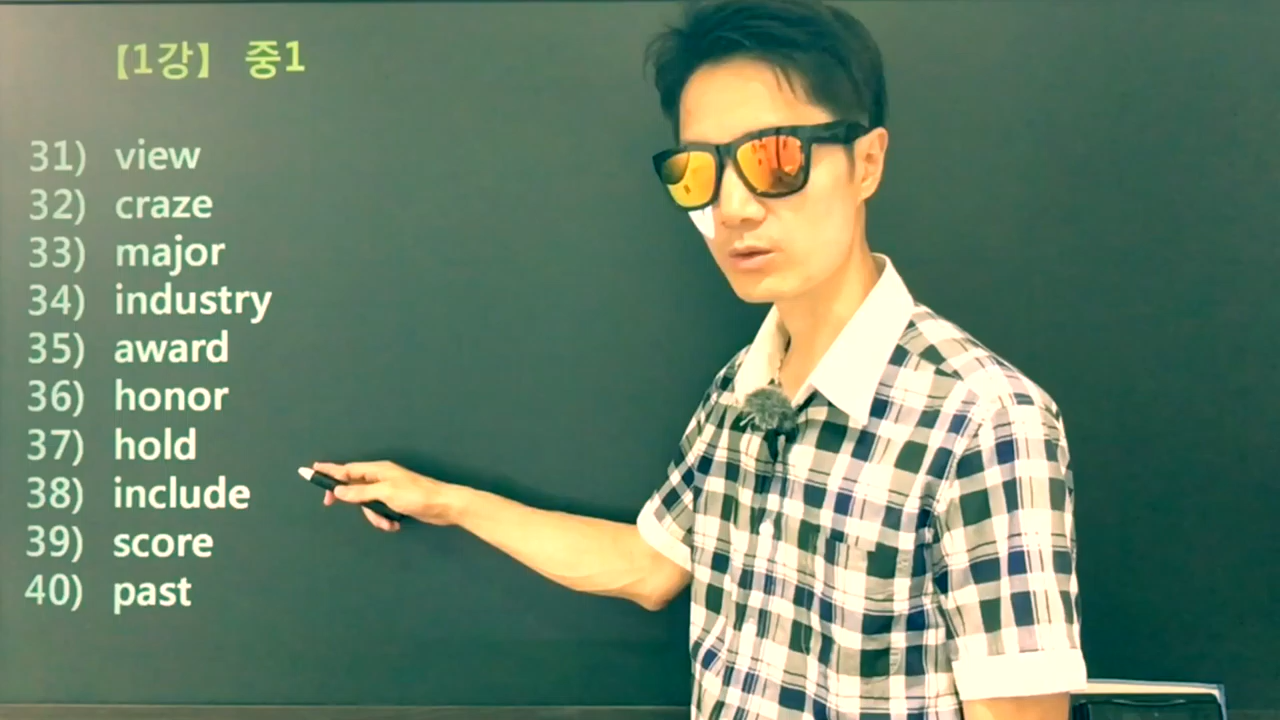 【1강】 중1
31) view
32) craze
33) major
34) industry
35) award
36) honor
37) hold
38) include
39) score
40) past